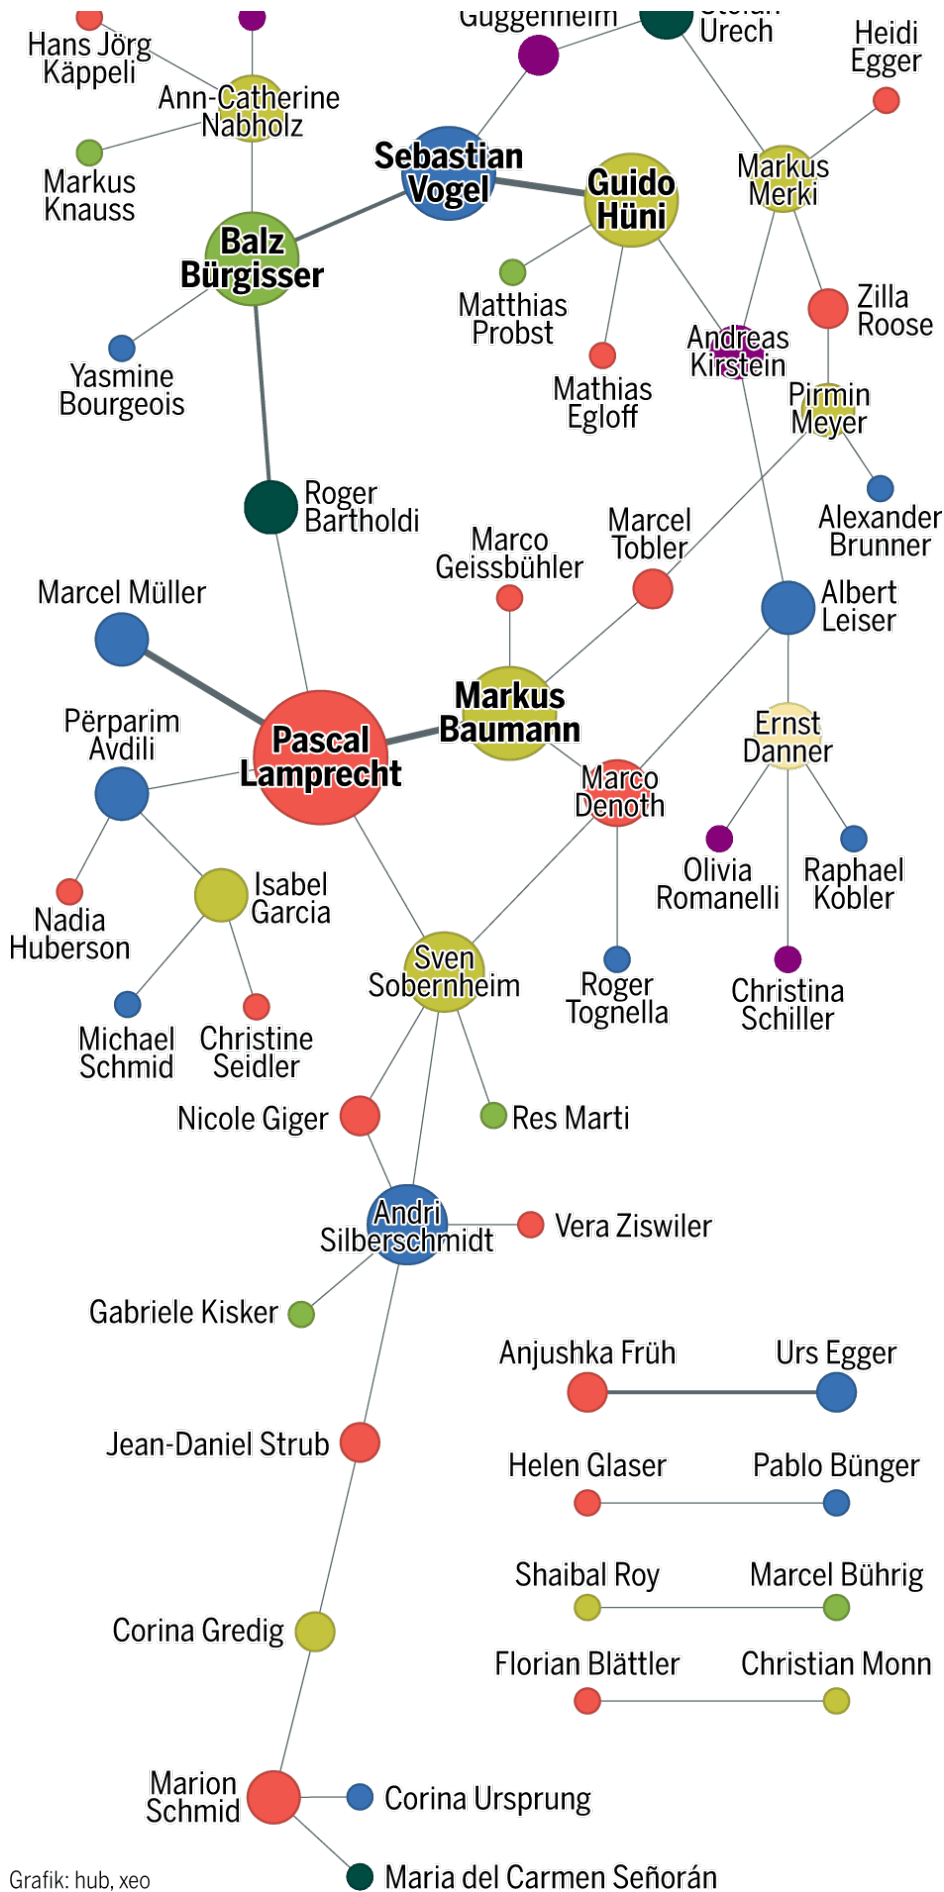 Guggenheim
Urech
Hans Jörg
Käppeli
Heidi
Egger
Ann-Catherine
Nabholz
Markus
Knauss
Sebastian
Vogel
Guido
Hüni
Markus
Merki
Balz
Bürgisser
Matthias
Probst
Zilla
Roose
Andreas
Kirstein
Yasmine
Bourgeois
Mathias
Egloff
Pirmin
Meyer
Roger
Bartholdi
Alexander
Brunner
Marcel
Tobler
Marco
Geissbühler
Marcel Müller
Albert
Leiser
Markus
Baumann
Përparim
Avdili
Pascal
Lamprecht
Ernst
Danner
Marco
Denoth
Olivia
Romanelli
Raphael
Kobler
Isabel
Garcia
Nadia
Huberson
Sven
Sobernheim
Roger
Tognella
Christina
Schiller
Michael
Schmid
Christine
Seidler
Nicole Giger
Res Marti
Andri
Silberschmidt
Vera Ziswiler
Gabriele Kisker
Anjushka Früh
Urs Egger
Jean-Daniel Strub
Helen Glaser
Pablo Bünger
Shaibal Roy
Marcel Bührig
Corina Gredig
Florian Blättler
Christian Monn
Marion
Schmid
Corina Ursprung
Maria del Carmen Señorán
Grafik: hub, xeo